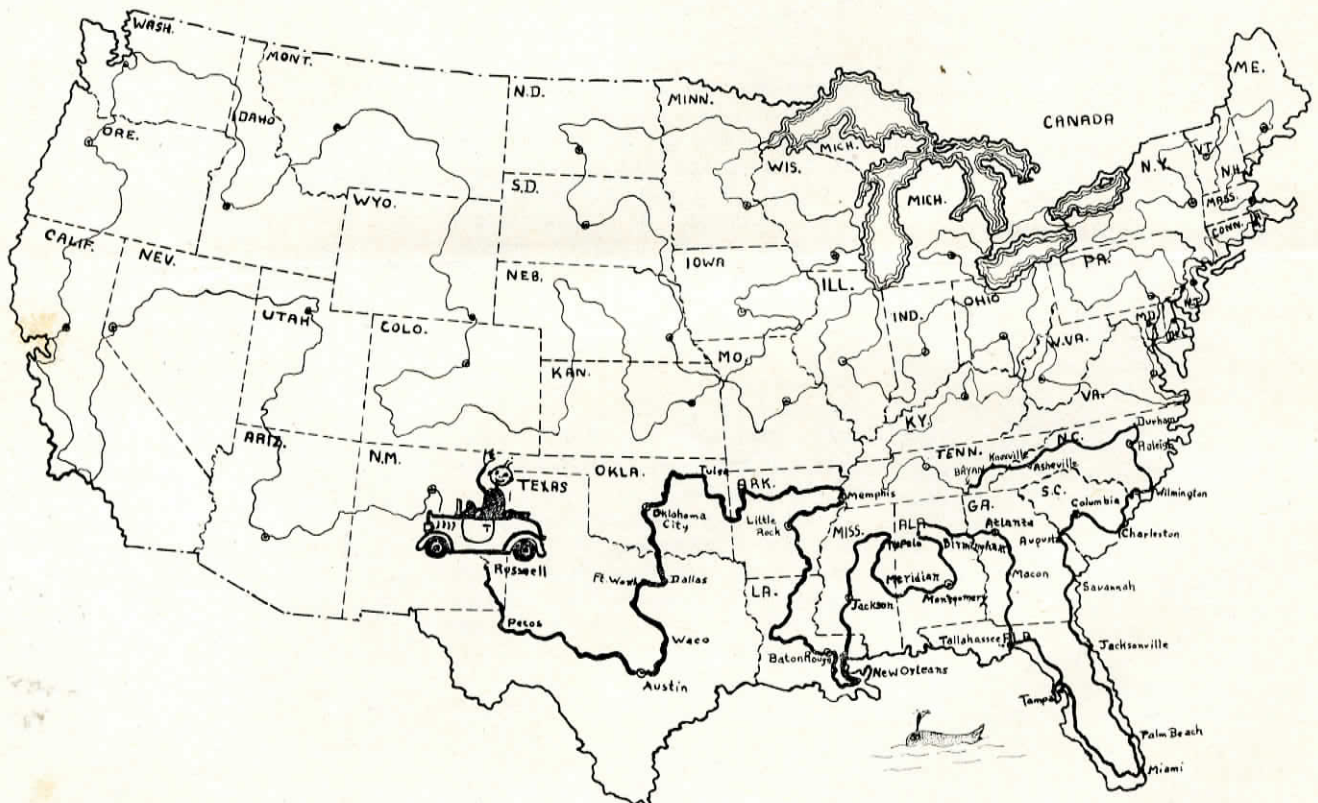 WASH.
MONT.
IDAHO
ORE.
N.D.
MINN.
S.D.
WYO.
WIS.
MICH.
MICH.
CANADA
ME.
VT.
N.H.
N.Y.
MASS.
CONN.
CALIF.
NEV.
UTAH
COLO.
NEB.
IOWA
ILL.
IND.
OHIO
PA.
N.J.
MD.
W.VA.
VA.
KAN.
MO.
KY.
TENN.
N.C.
Durham
Raleigh
BRYAN
Knoxville
Asheville
ARIZ.
N.M.
TEXAS
OKLA.
Tulsa
ARK.
Memphis
S.C.
Columbia
Wilmington
GA.
Oklahoma
City
Little
Rock
MISS.
ALA.
Tupelo
Birmingham
Atlanta
Augusta
Charleston
T
Rosswell
Ft. Worth
Dallas
LA.
Meridian
Montgomery
Macon
Savannah
Jackson
Pecos
Waco
Tallahassee
FLA.
Jacksonville
Baton Rouge
New Orleans
Austin
Tampa
Palm Beach
Miami